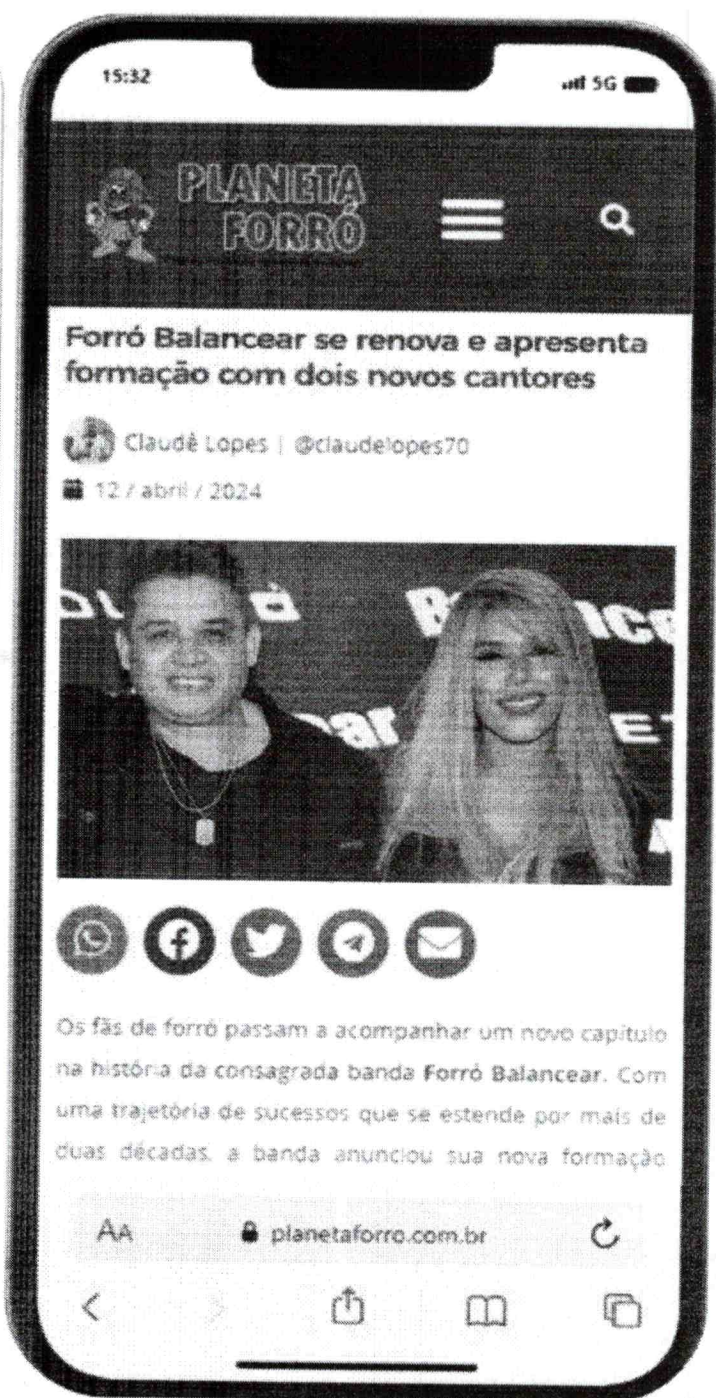 15:32
5G
PLANETA
FORRÓ
Forró Balancear se renova e apresenta
formação com dois novos cantores
Claudê Lopes | @claudelopes70
12 / abril / 2024
Os fãs de forró passam a acompanhar um novo capítulo
na história da consagrada banda Forró Balancear. Com
uma trajetória de sucessos que se estende por mais de
duas décadas, a banda anunciou sua nova formação
AA
planetaforro.com.br